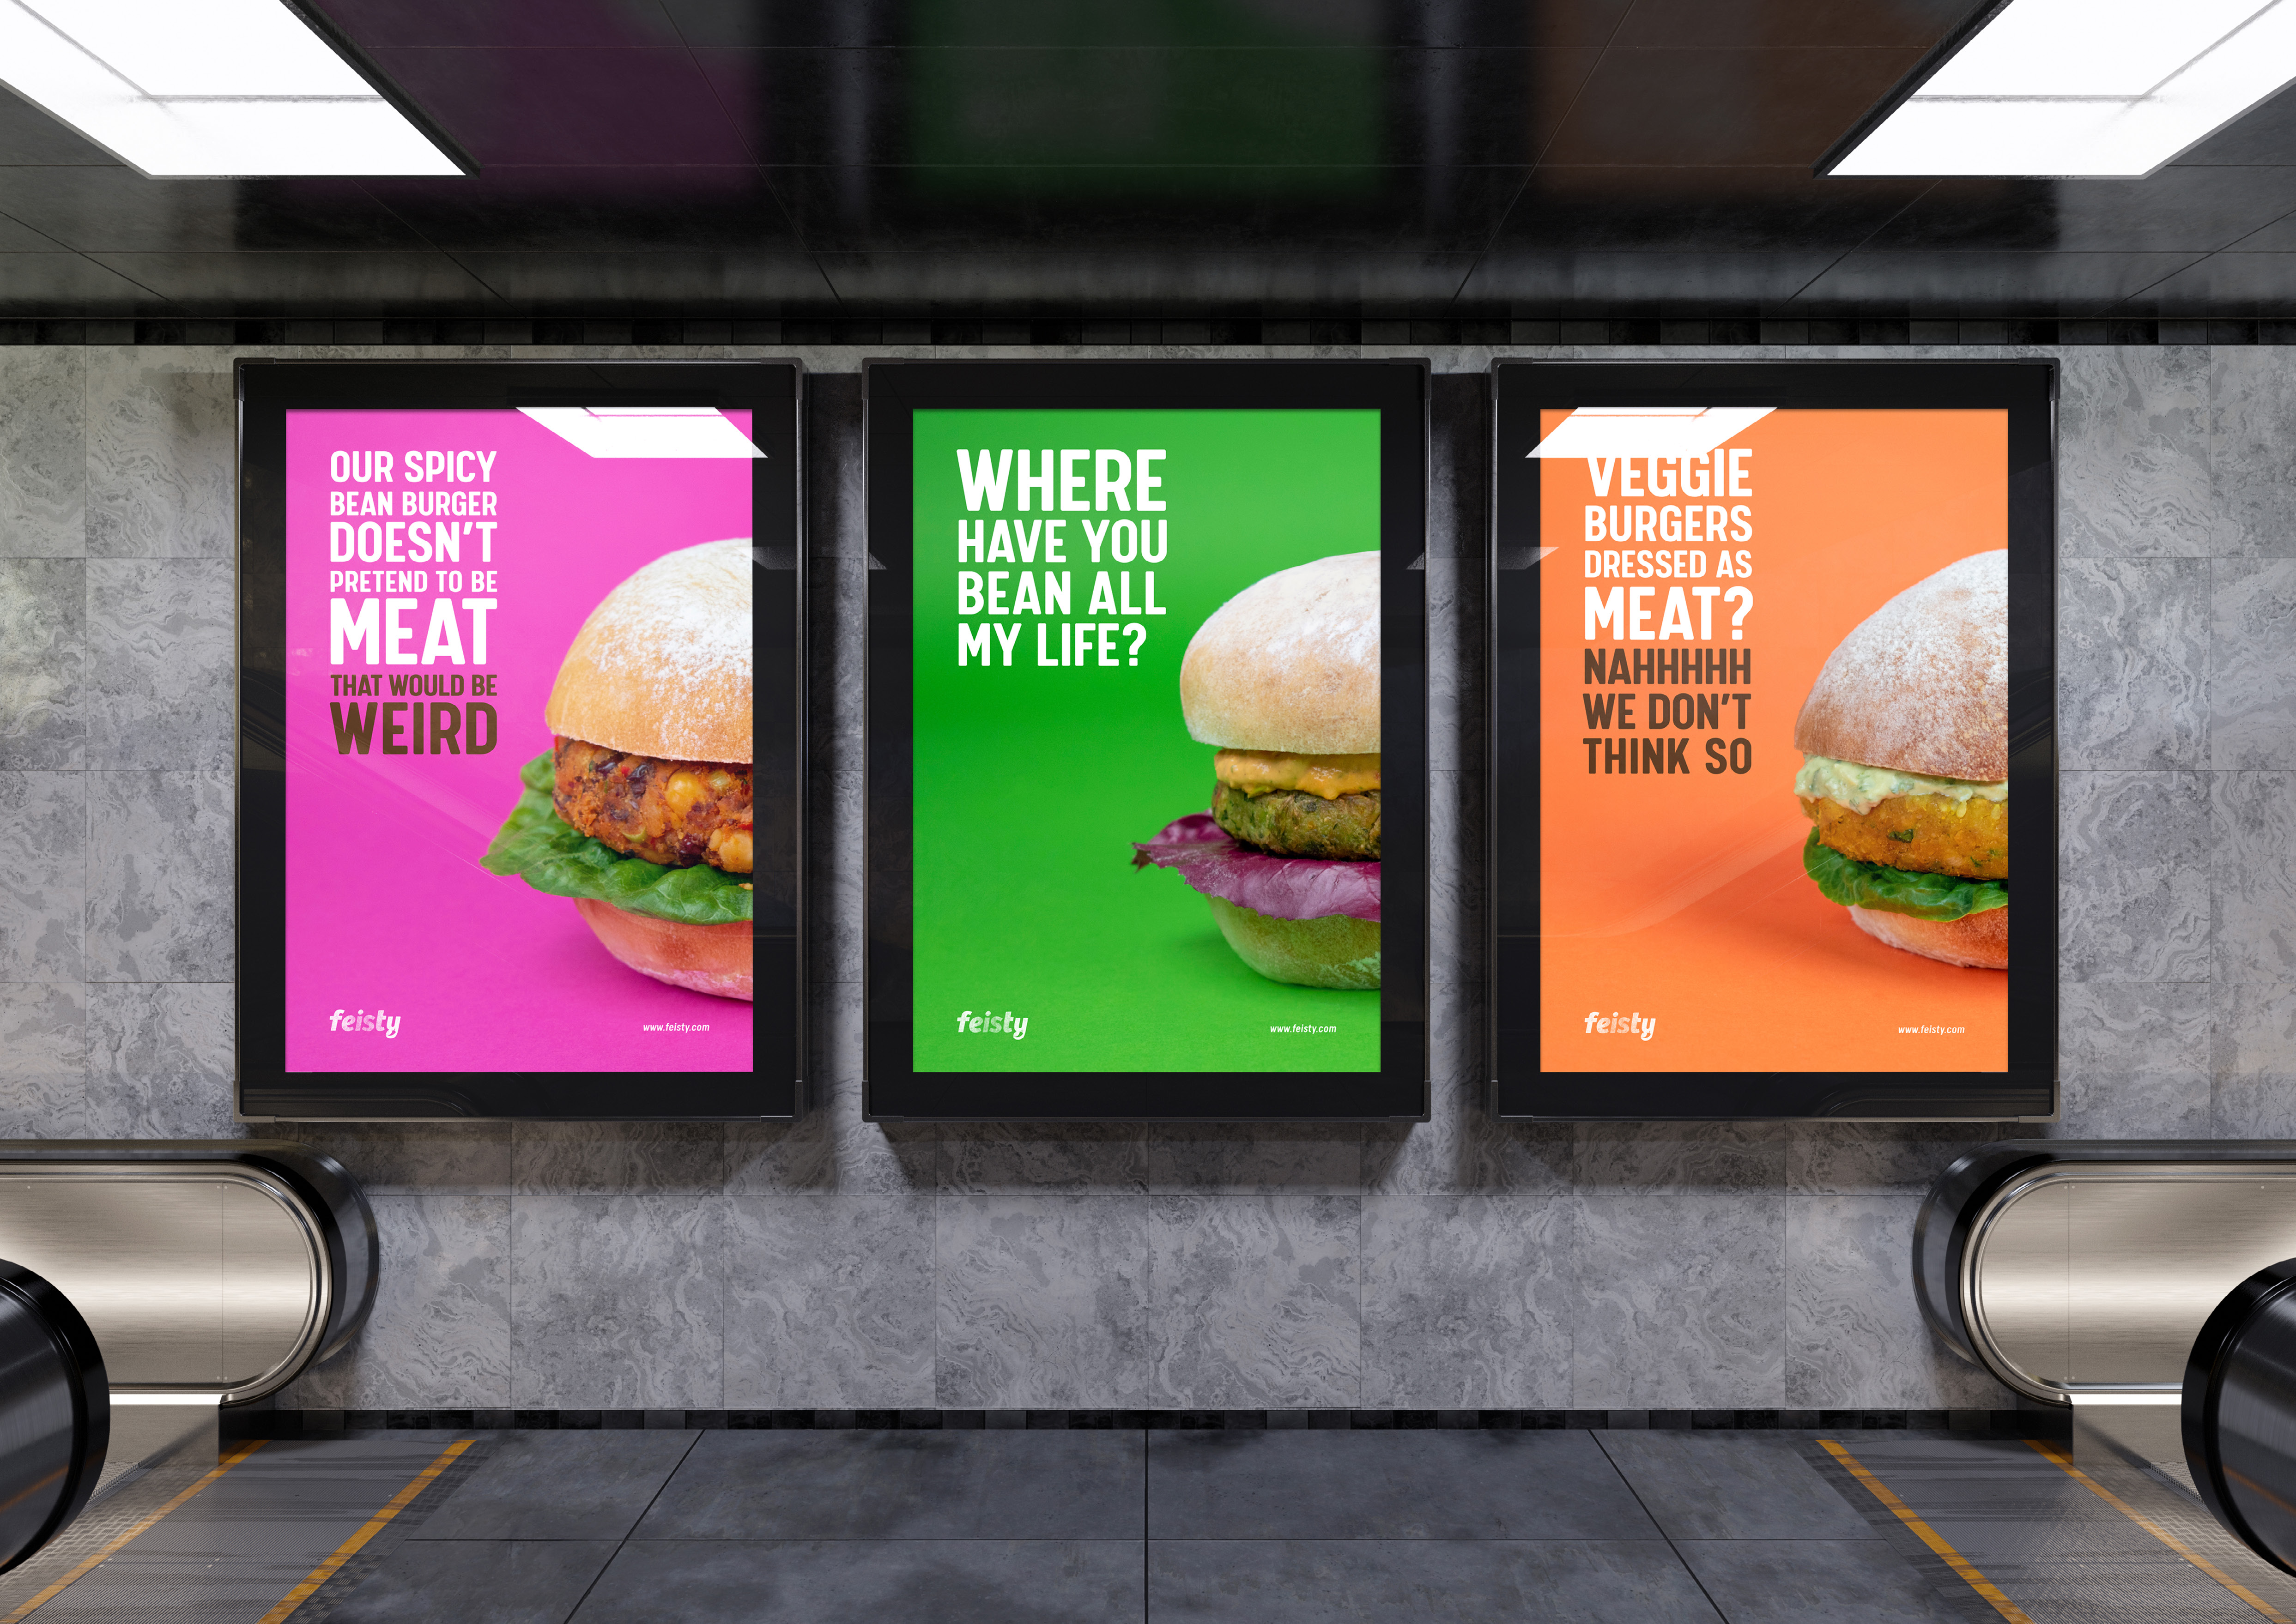 OUR SPICY
BEAN BURGER
DOESN'T
PRETEND TO BE
MEAT
THAT WOULD BE
WEIRD
feisty
www.feisty.com
WHERE
HAVE YOU
BEAN ALL
MY LIFE?
feisty
www.feisty.com
VEGGIE
BURGERS
DRESSED AS
MEAT?
NAHHHHH
WE DON'T
THINK SO
feisty
www.feisty.com